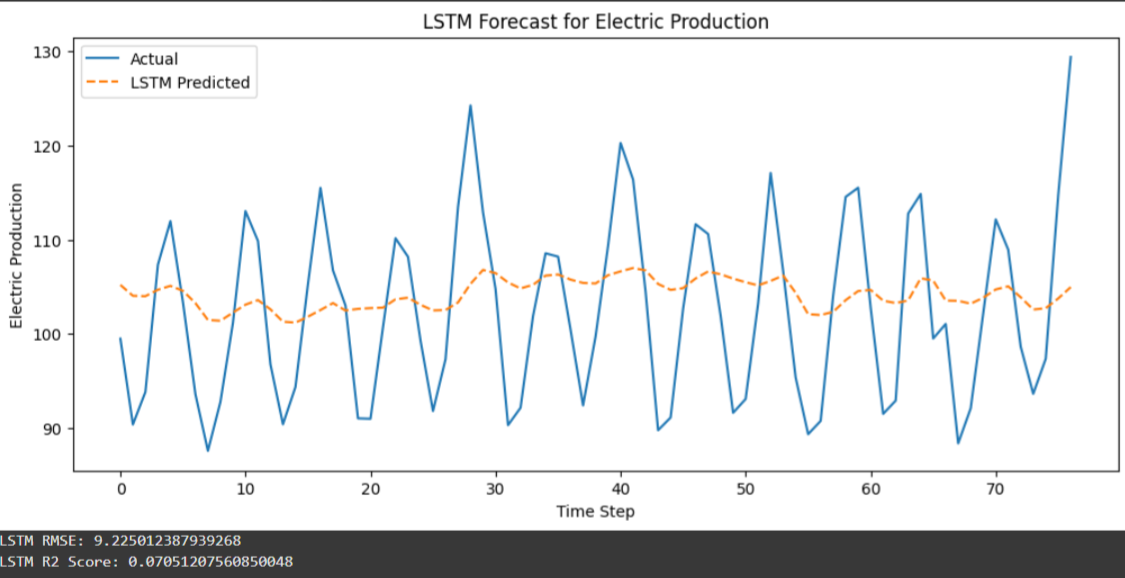 LSTM Forecast for Electric Production
Actual
LSTM Predicted
130
120
110
100
90
Electric Production
0 10 20 30 40 50 60 70
Time Step
LSTM RMSE: 9.225012387939268
LSTM R2 Score: 0.07051207560850048